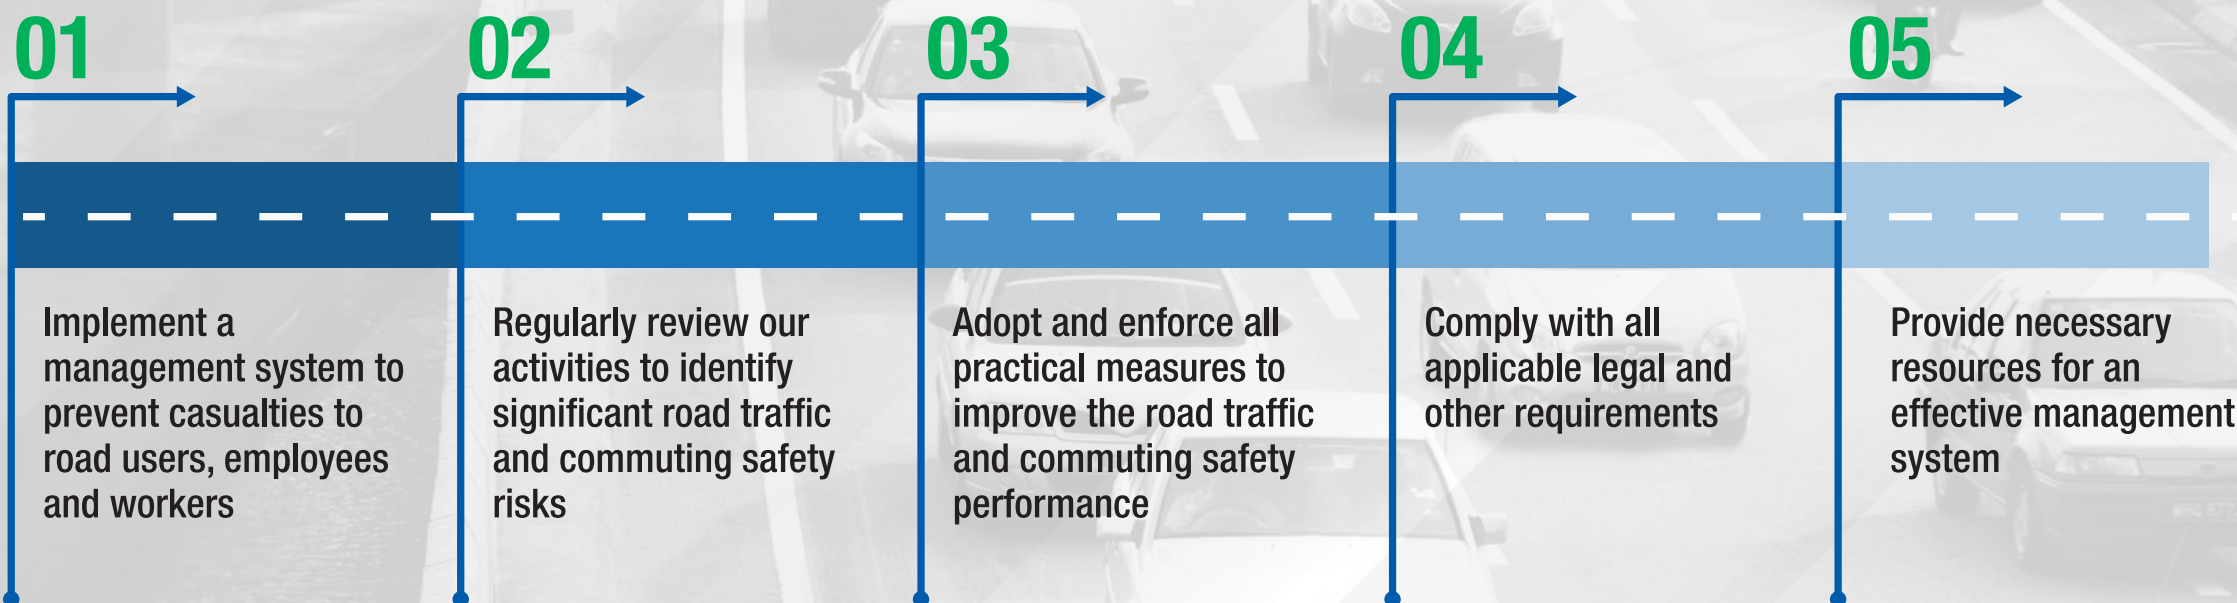 01
Implement a
management system to
prevent casualties to
road users, employees
and workers
02
Regularly review our
activities to identify
significant road traffic
and commuting safety
risks
03
Adopt and enforce all
practical measures to
improve the road traffic
and commuting safety
performance
04
Comply with all
applicable legal and
other requirements
05
Provide necessary
resources for an
effective management
system